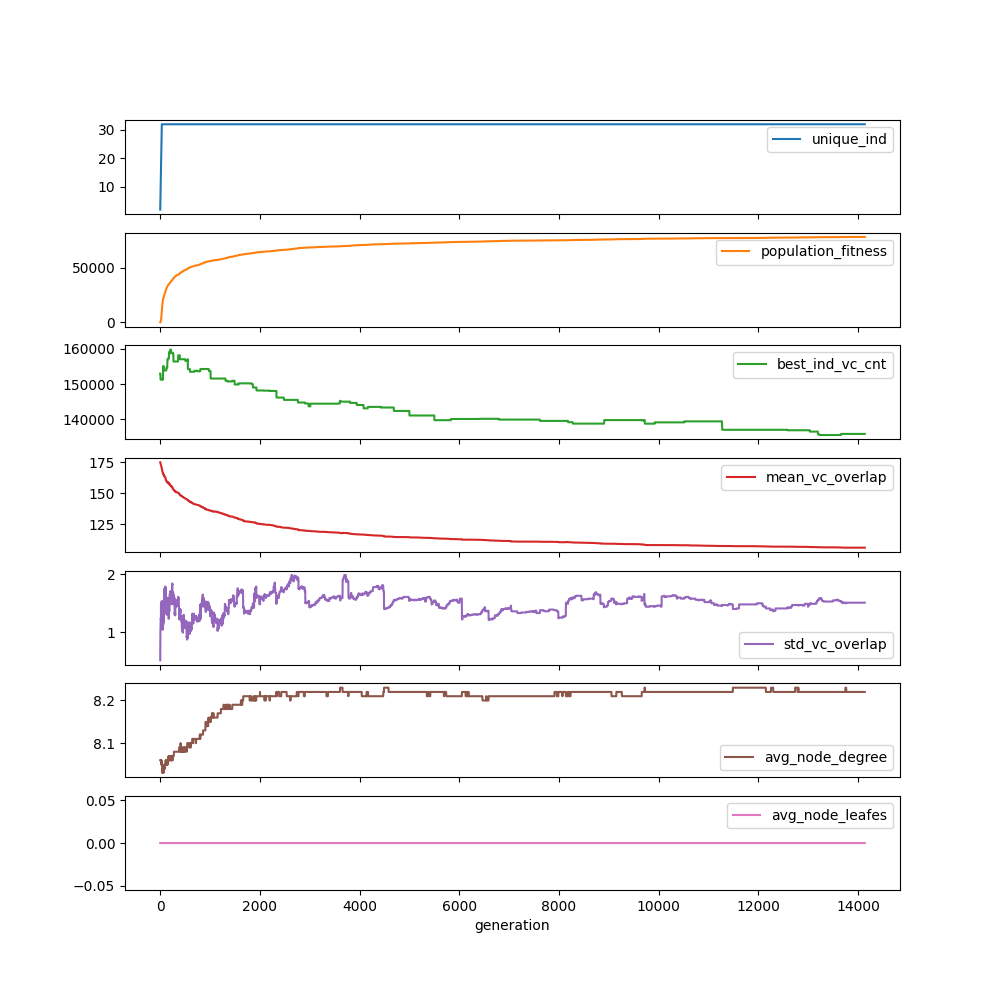 30
20
10
unique_ind
50000
0
population_fitness
160000
150000
140000
best_ind_vc_cnt
175
150
125
mean_vc_overlap
2
1
std_vc_overlap
8.2
8.1
avg_node_degree
0.05
0.00
−0.05
avg_node_leafes
0 2000 4000 6000 8000 10000 12000 14000
generation